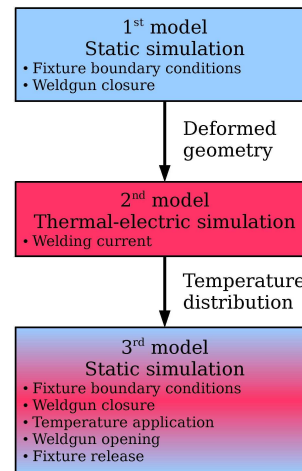 1st model
Static simulation
• Fixture boundary conditions
• Weldgun closure
Deformed
geometry
2nd model
Thermal-electric simulation
• Welding current
Temperature
distribution
3rd model
Static simulation
• Fixture boundary conditions
• Weldgun closure
• Temperature application
• Weldgun opening
• Fixture release